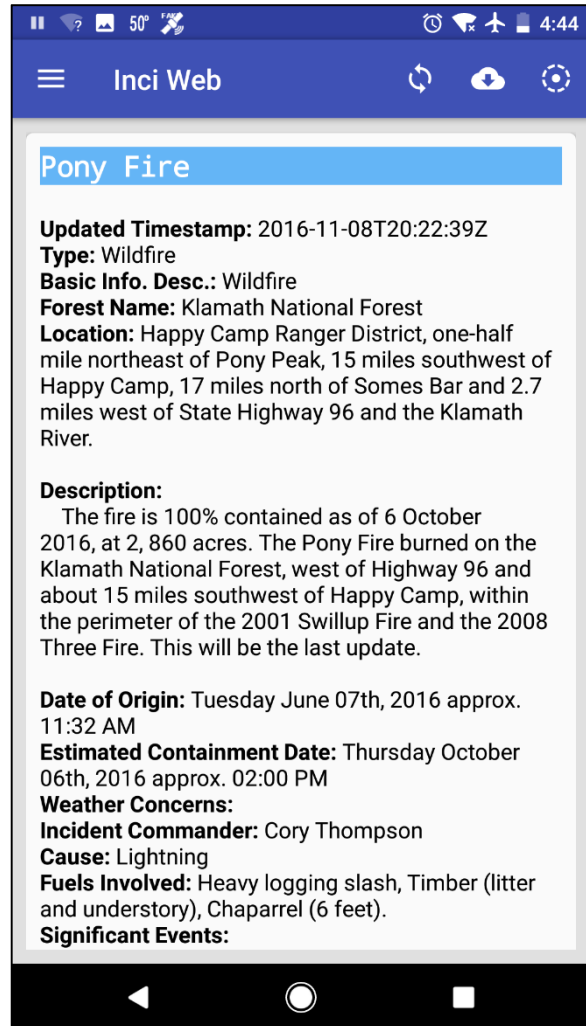 50° FAKE 4:44
Inci Web
Pony Fire
Updated Timestamp: 2016-11-08T20:22:39Z
Type: Wildfire
Basic Info. Desc.: Wildfire
Forest Name: Klamath National Forest
Location: Happy Camp Ranger District, one-half
mile northeast of Pony Peak, 15 miles southwest of
Happy Camp, 17 miles north of Somes Bar and 2.7
miles west of State Highway 96 and the Klamath
River.
Description:
The fire is 100% contained as of 6 October
2016, at 2, 860 acres. The Pony Fire burned on the
Klamath National Forest, west of Highway 96 and
about 15 miles southwest of Happy Camp, within
the perimeter of the 2001 Swillup Fire and the 2008
Three Fire. This will be the last update.
Date of Origin: Tuesday June 07th, 2016 approx.
11:32 AM
Estimated Containment Date: Thursday October
06th, 2016 approx. 02:00 PM
Weather Concerns:
Incident Commander: Cory Thompson
Cause: Lightning
Fuels Involved: Heavy logging slash, Timber (litter
and understory), Chaparrel (6 feet).
Significant Events: